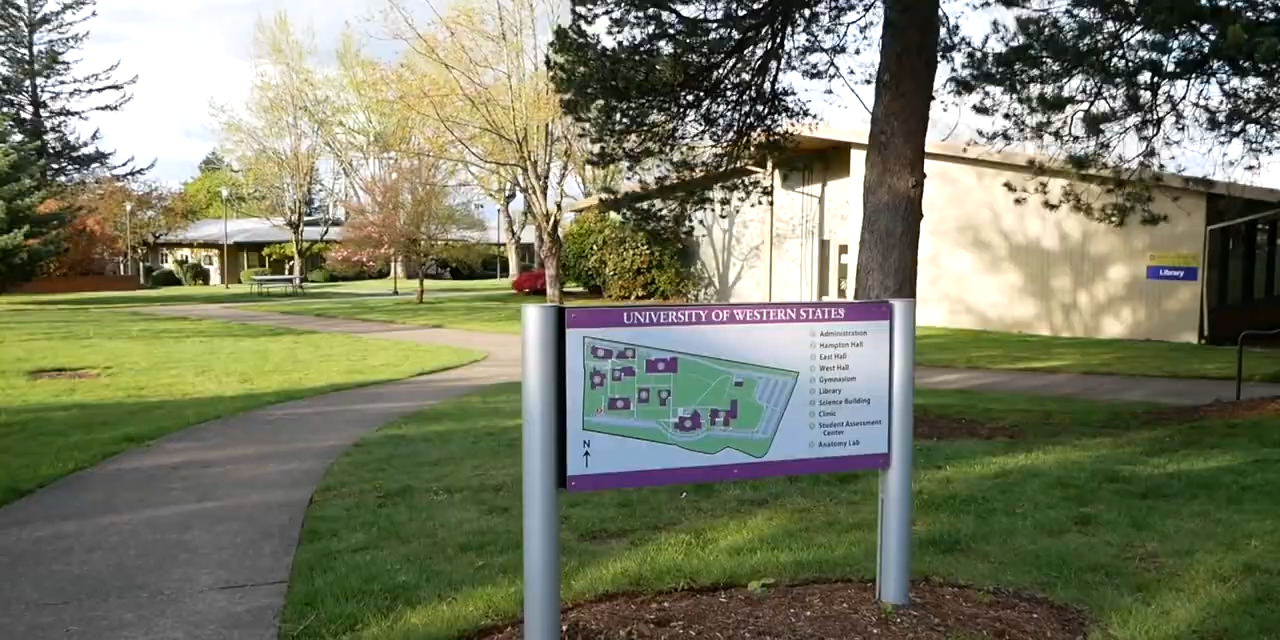 UNIVERSITY OF WESTERN STATES
Administration
Hampton Hall
East Hall
West Hall
Gymnasium
Library
Science Building
Clinic
Student Assessment
Center
Anatomy Lab
N
Library